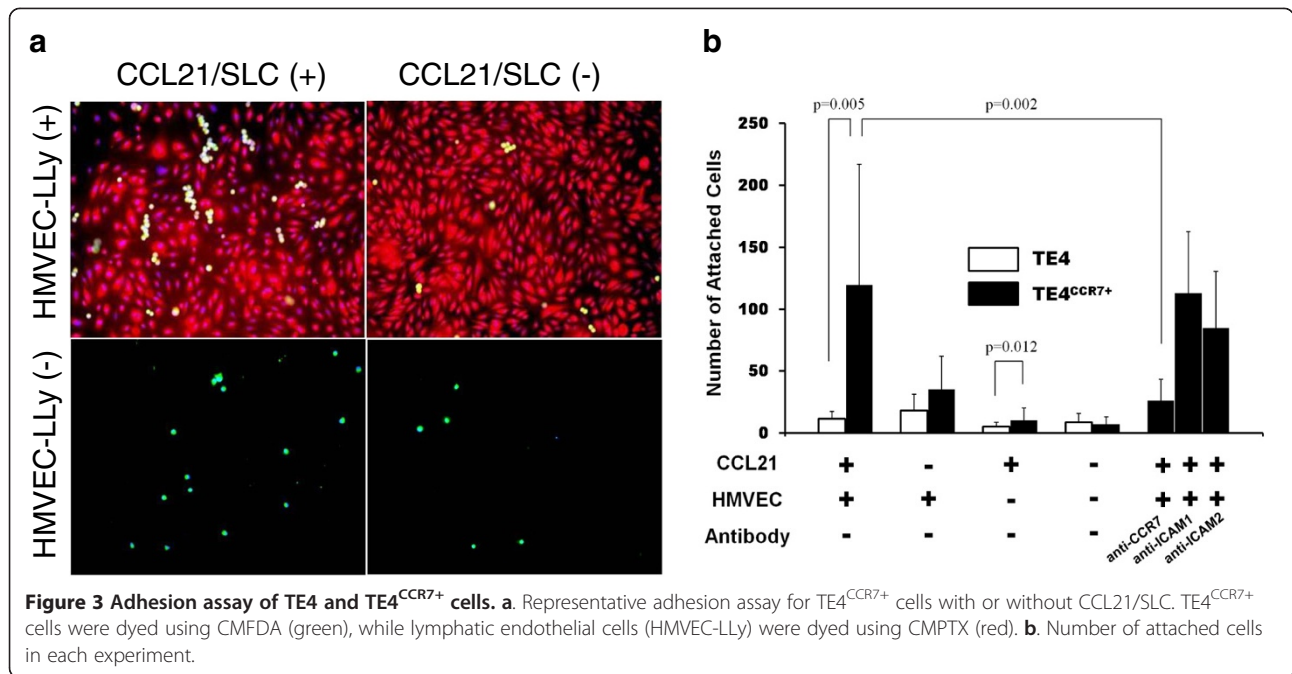 a
CCL21/SLC (+) CCL21/SLC (-)
HMVEC-LLy (+)
HMVEC-LLy (-)
b
p=0.005 p=0.002
p=0.012
Number of Attached Cells
250
200
150
100
50
0
TE4
TE4CCR7+
CCL21 + - + - + + +
HMVEC + + - - + + +
Antibody - - - - anti-CCR7 anti-ICAM1 anti-ICAM2
Figure 3 Adhesion assay of TE4 and TE4CCR7+ cells. a. Representative adhesion assay for TE4CCR7+ cells with or without CCL21/SLC. TE4CCR7+
cells were dyed using CMFDA (green), while lymphatic endothelial cells (HMVEC-LLy) were dyed using CMPTX (red). b. Number of attached cells
in each experiment.